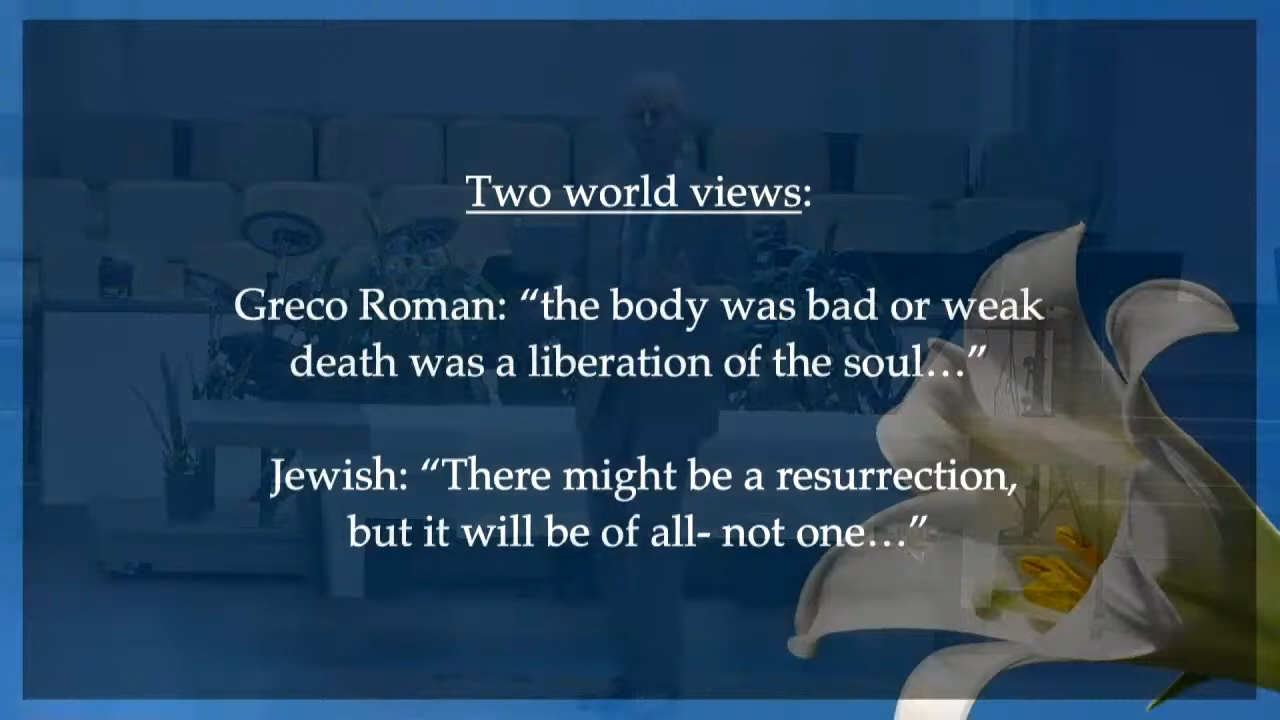 Two world views:
Greco Roman: “the body was bad or weak
death was a liberation of the soul…”
Jewish: “There might be a resurrection,
but it will be of all- not one…”